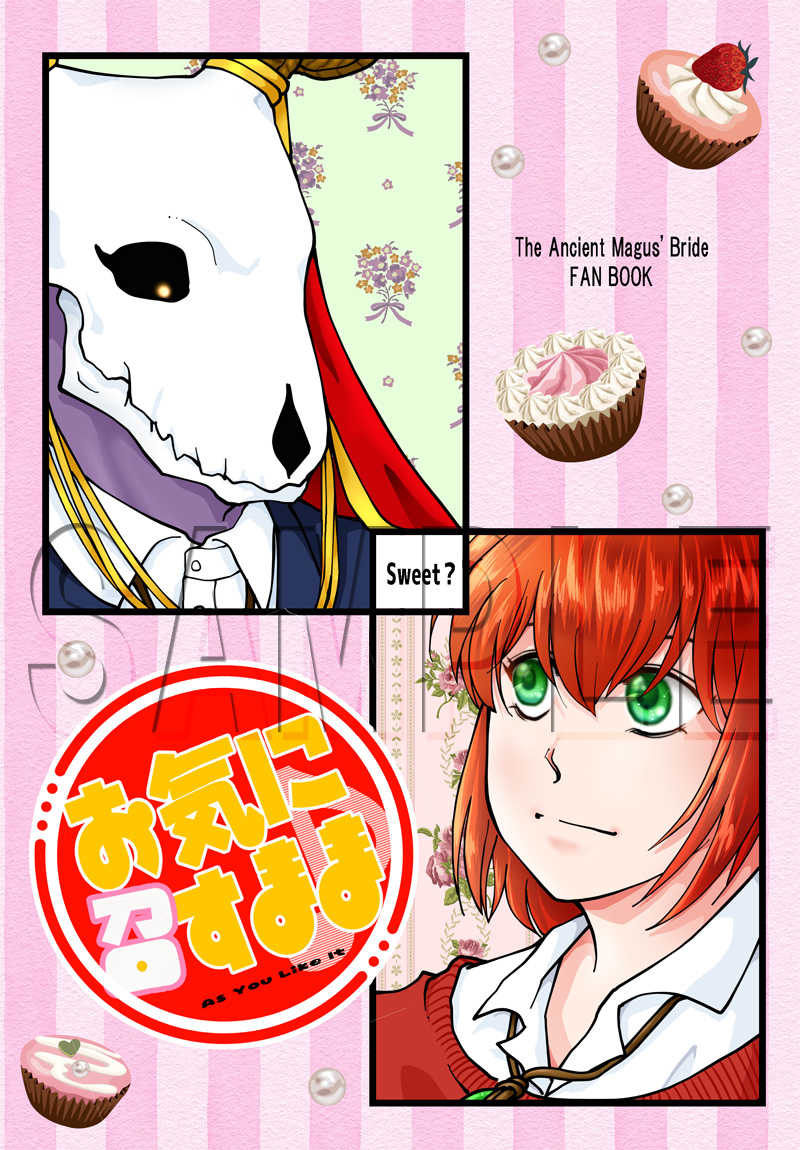 The Ancient Magus' Bride
FAN BOOK
Sweet?
SAMPLE
お気に
召すまま
As You Like It